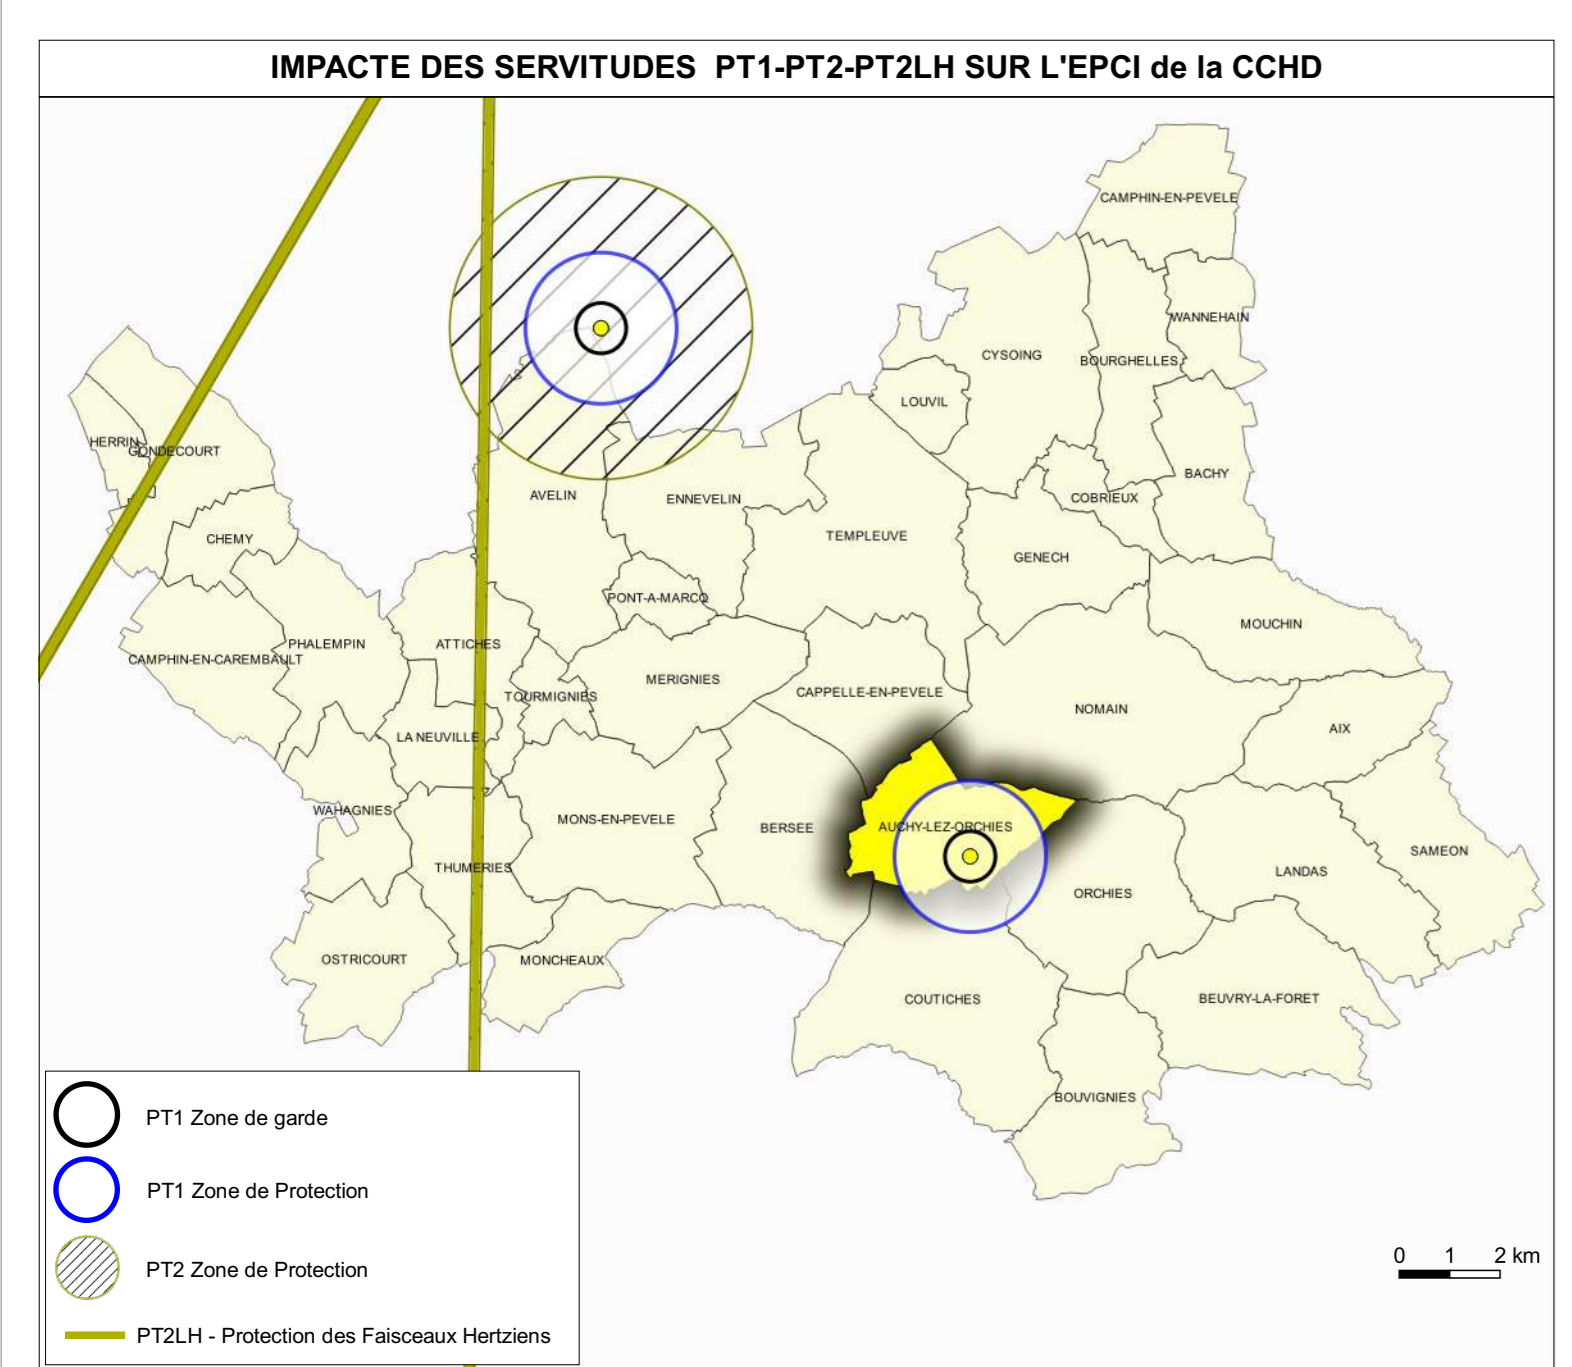 IMPACTE DES SERVITUDES PT1-PT2-PT2LH SUR L'EPCI de la CCHD
CAMPHIN-EN-PEVELE
WANNEHAIN
CYSOING
BOURGHELLES
LOUVIL
HERRIN
GONDECOURT
BACHY
AVELIN
ENNEVELIN
COBRIEUX
CHEMY
TEMPLEUVE
GENECH
PONT-A-MARCQ
MOUCHIN
PHALEMPIN
ATTICHES
CAMPHIN-EN-CAREMBAULT
MERIGNIES
TOURMIGNIES
CAPPELLE-EN-PEVELE
NOMAIN
AIX
LA NEUVILLE
WAHAGNIES
MONS-EN-PEVELE
BERSEE
AUCHY-LEZ-ORCHIES
SAMEON
THUMERIES
LANDAS
ORCHIES
OSTRICOURT
MONCHEAUX
COUTICHES
BEUVRY-LA-FORET
BOUVIGNIES
PT1 Zone de garde
PT1 Zone de Protection
PT2 Zone de Protection
PT2LH - Protection des Faisceaux Hertziens
0 1 2 km